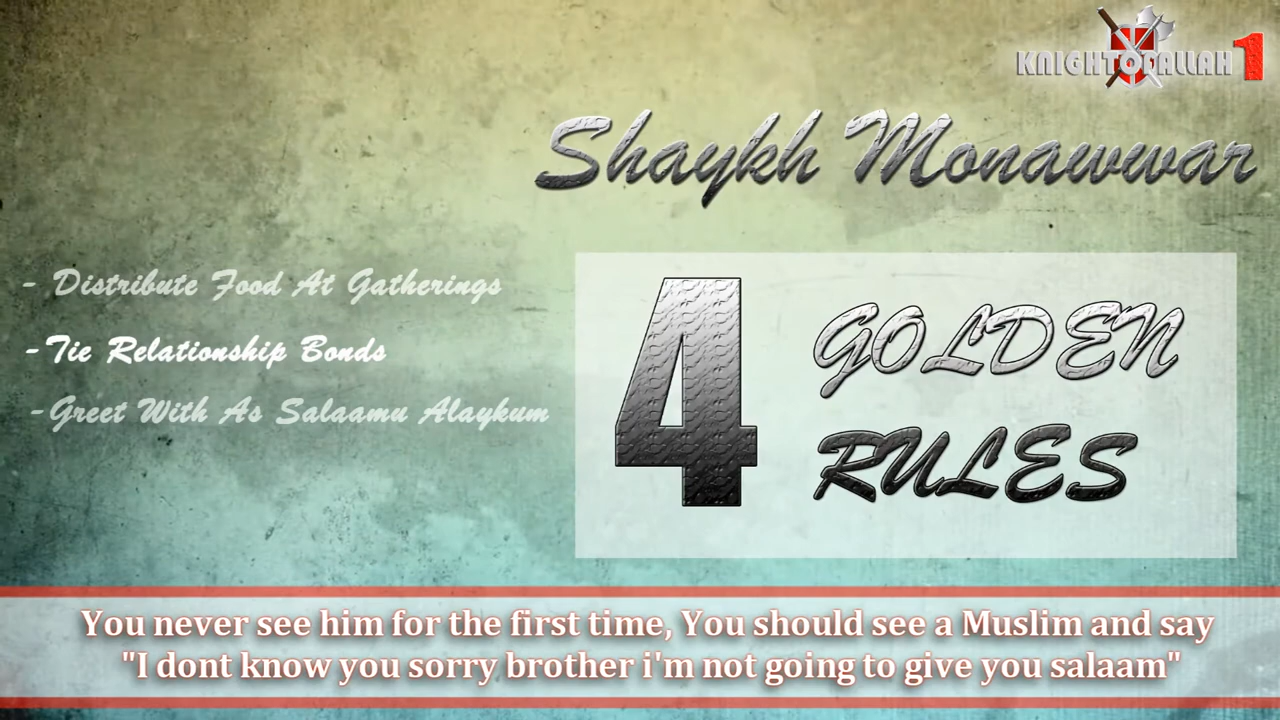 KNIGHTOFALLAH1
Shaykh Monawwar
- Distribute Food At Gatherings
-Tie Relationship Bonds
-Greet With As Salaamu Alaykum
4 GOLDEN
RULES
You never see him for the first time, You should see a Muslim and say
"I dont know you sorry brother i'm not going to give you salaam"